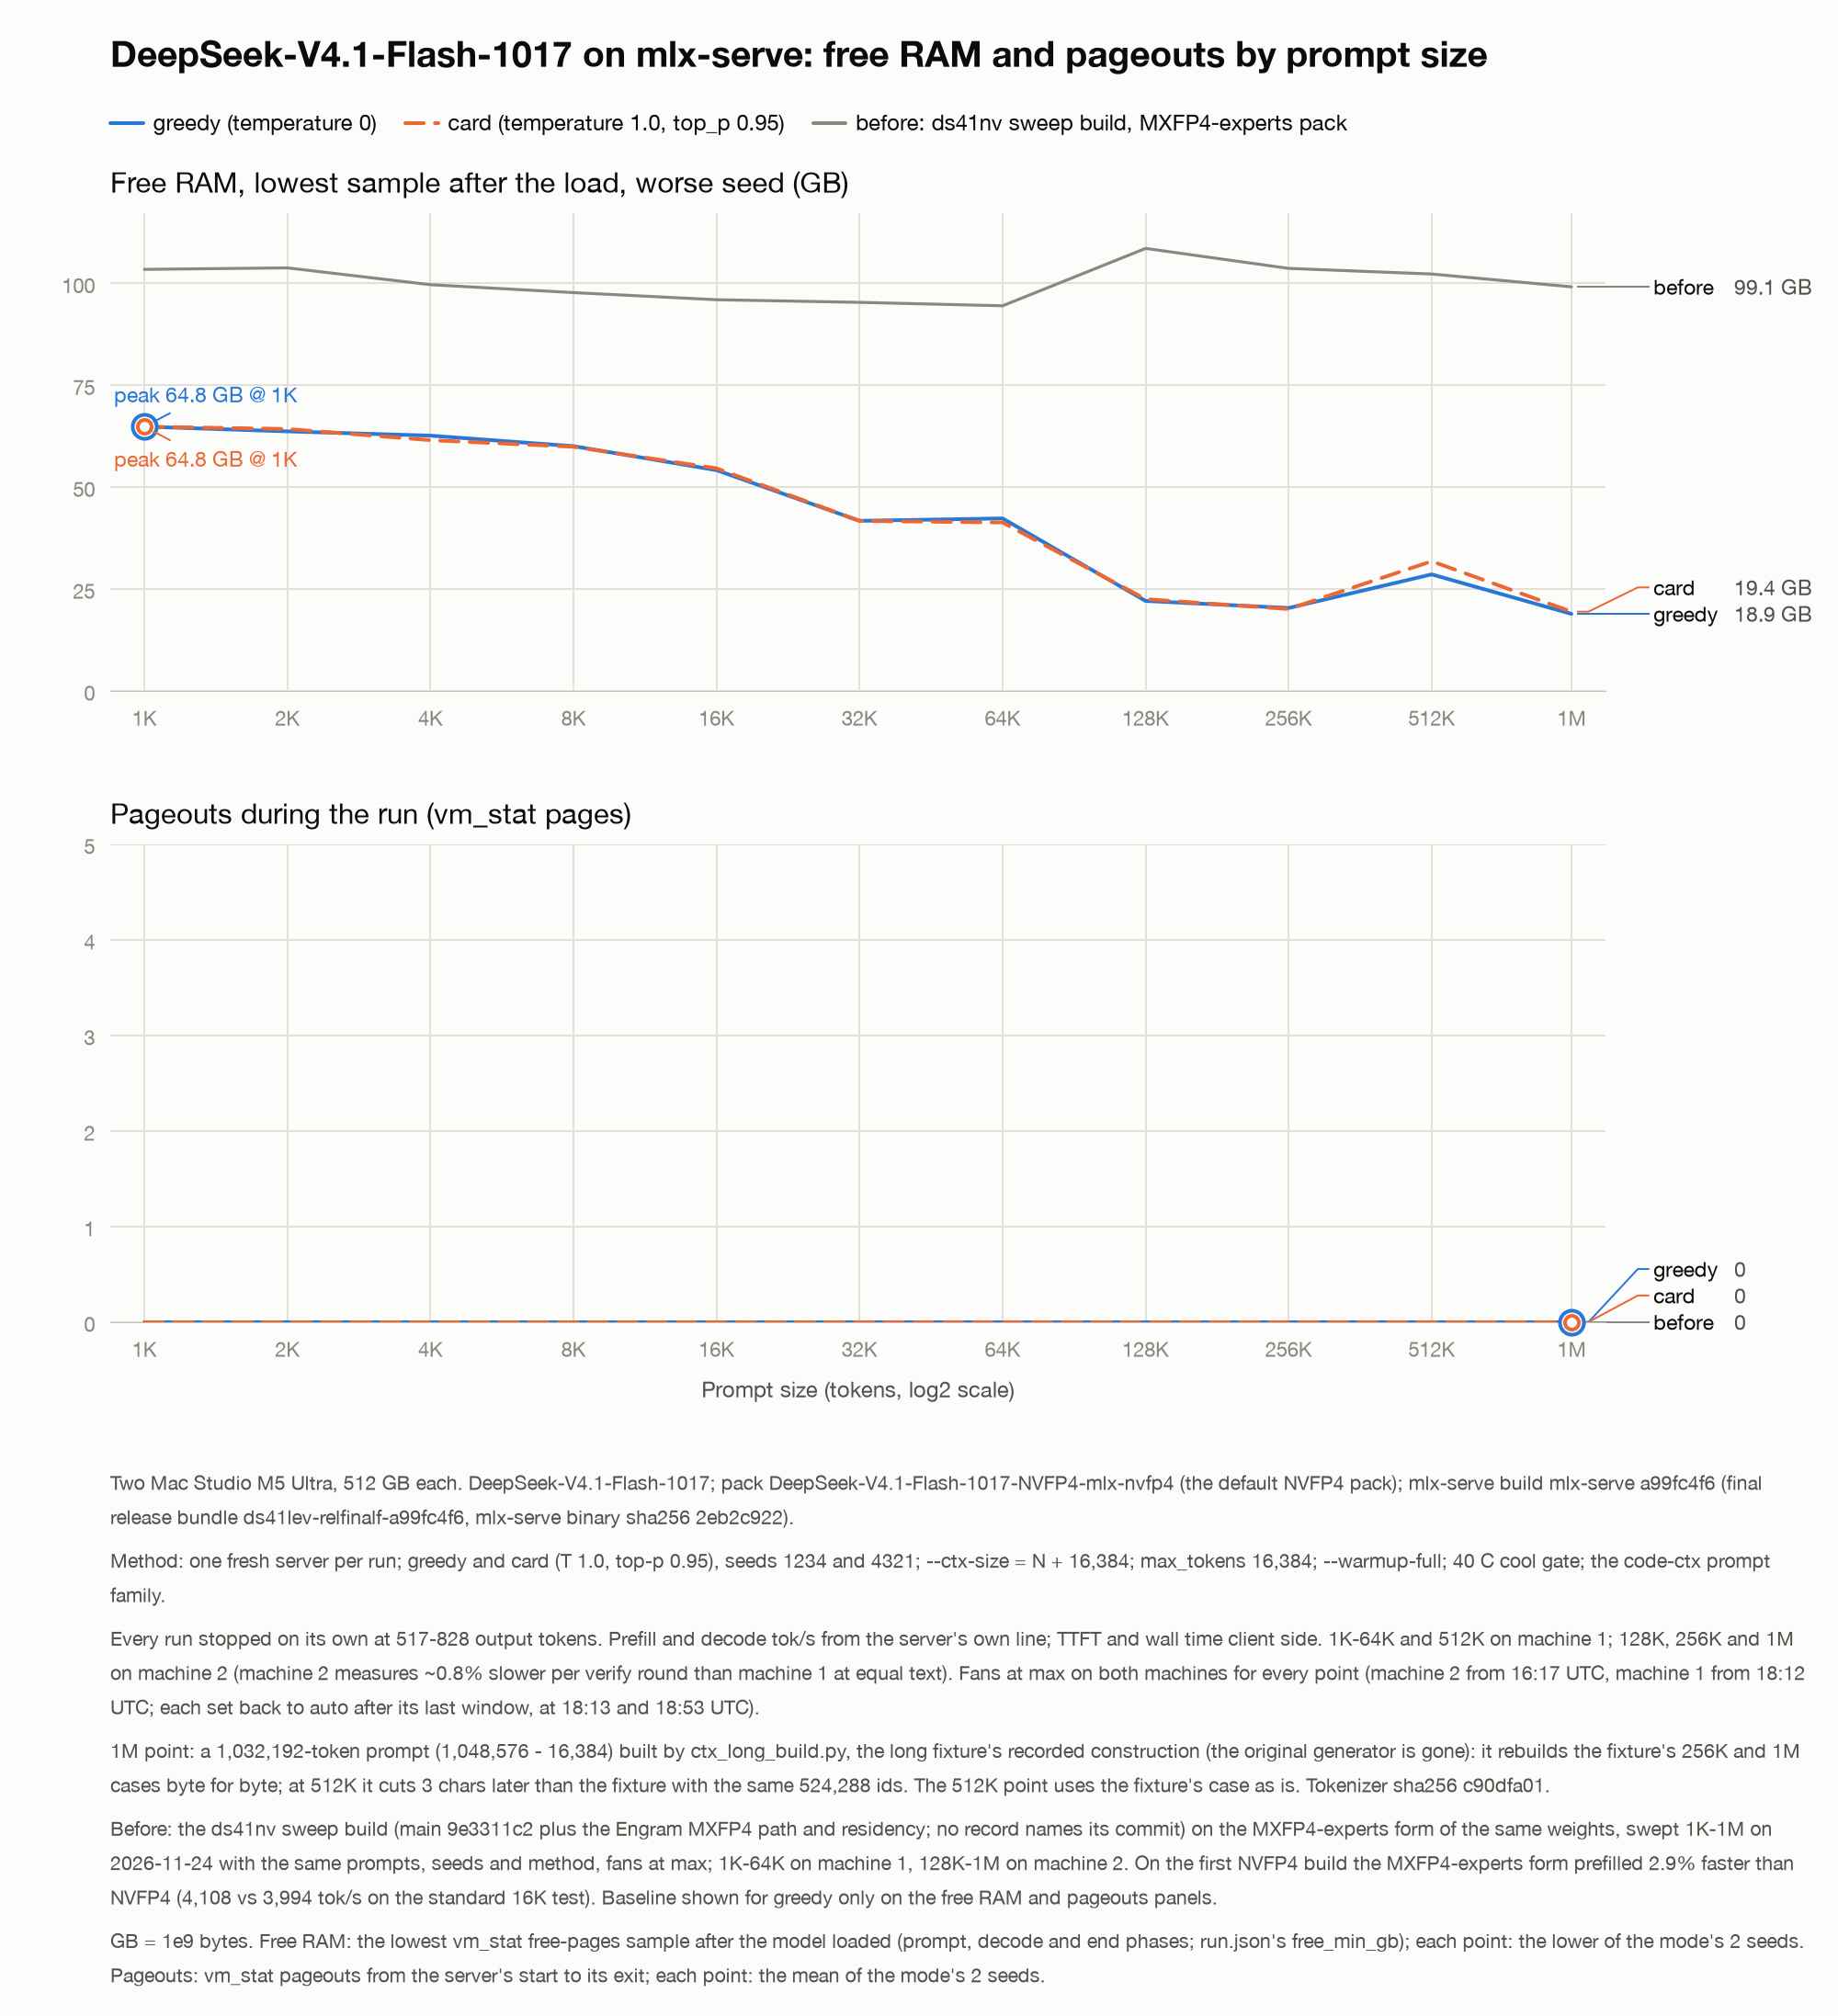 DeepSeek-V4.1-Flash-1017 on mlx-serve: free RAM and pageouts by prompt size
greedy (temperature 0) card (temperature 1.0, top_p 0.95) before: ds41nv sweep build, MXFP4-experts pack
Free RAM, lowest sample after the load, worse seed (GB)
100
75
50
25
0
peak 64.8 GB @ 1K
peak 64.8 GB @ 1K
before 99.1 GB
card 19.4 GB
greedy 18.9 GB
1K 2K 4K 8K 16K 32K 64K 128K 256K 512K 1M
Pageouts during the run (vm_stat pages)
5
4
3
2
1
0
greedy 0
card 0
before 0
1K 2K 4K 8K 16K 32K 64K 128K 256K 512K 1M
Prompt size (tokens, log2 scale)
Two Mac Studio M5 Ultra, 512 GB each. DeepSeek-V4.1-Flash-1017; pack DeepSeek-V4.1-Flash-1017-NVFP4-mlx-nvfp4 (the default NVFP4 pack); mlx-serve build mlx-serve a99fc4f6 (final
release bundle ds41lev-relfinalf-a99fc4f6, mlx-serve binary sha256 2eb2c922).
Method: one fresh server per run; greedy and card (T 1.0, top-p 0.95), seeds 1234 and 4321; --ctx-size = N + 16,384; max_tokens 16,384; --warmup-full; 40 C cool gate; the code-ctx prompt
family.
Every run stopped on its own at 517-828 output tokens. Prefill and decode tok/s from the server's own line; TTFT and wall time client side. 1K-64K and 512K on machine 1; 128K, 256K and 1M
on machine 2 (machine 2 measures ~0.8% slower per verify round than machine 1 at equal text). Fans at max on both machines for every point (machine 2 from 16:17 UTC, machine 1 from 18:12
UTC; each set back to auto after its last window, at 18:13 and 18:53 UTC).
1M point: a 1,032,192-token prompt (1,048,576 - 16,384) built by ctx_long_build.py, the long fixture's recorded construction (the original generator is gone): it rebuilds the fixture's 256K and 1M
cases byte for byte; at 512K it cuts 3 chars later than the fixture with the same 524,288 ids. The 512K point uses the fixture's case as is. Tokenizer sha256 c90dfa01.
Before: the ds41nv sweep build (main 9e3311c2 plus the Engram MXFP4 path and residency; no record names its commit) on the MXFP4-experts form of the same weights, swept 1K-1M on
2026-11-24 with the same prompts, seeds and method, fans at max; 1K-64K on machine 1, 128K-1M on machine 2. On the first NVFP4 build the MXFP4-experts form prefilled 2.9% faster than
NVFP4 (4,108 vs 3,994 tok/s on the standard 16K test). Baseline shown for greedy only on the free RAM and pageouts panels.
GB = 1e9 bytes. Free RAM: the lowest vm_stat free-pages sample after the model loaded (prompt, decode and end phases; run.json's free_min_gb); each point: the lower of the mode's 2 seeds.
Pageouts: vm_stat pageouts from the server's start to its exit; each point: the mean of the mode's 2 seeds.